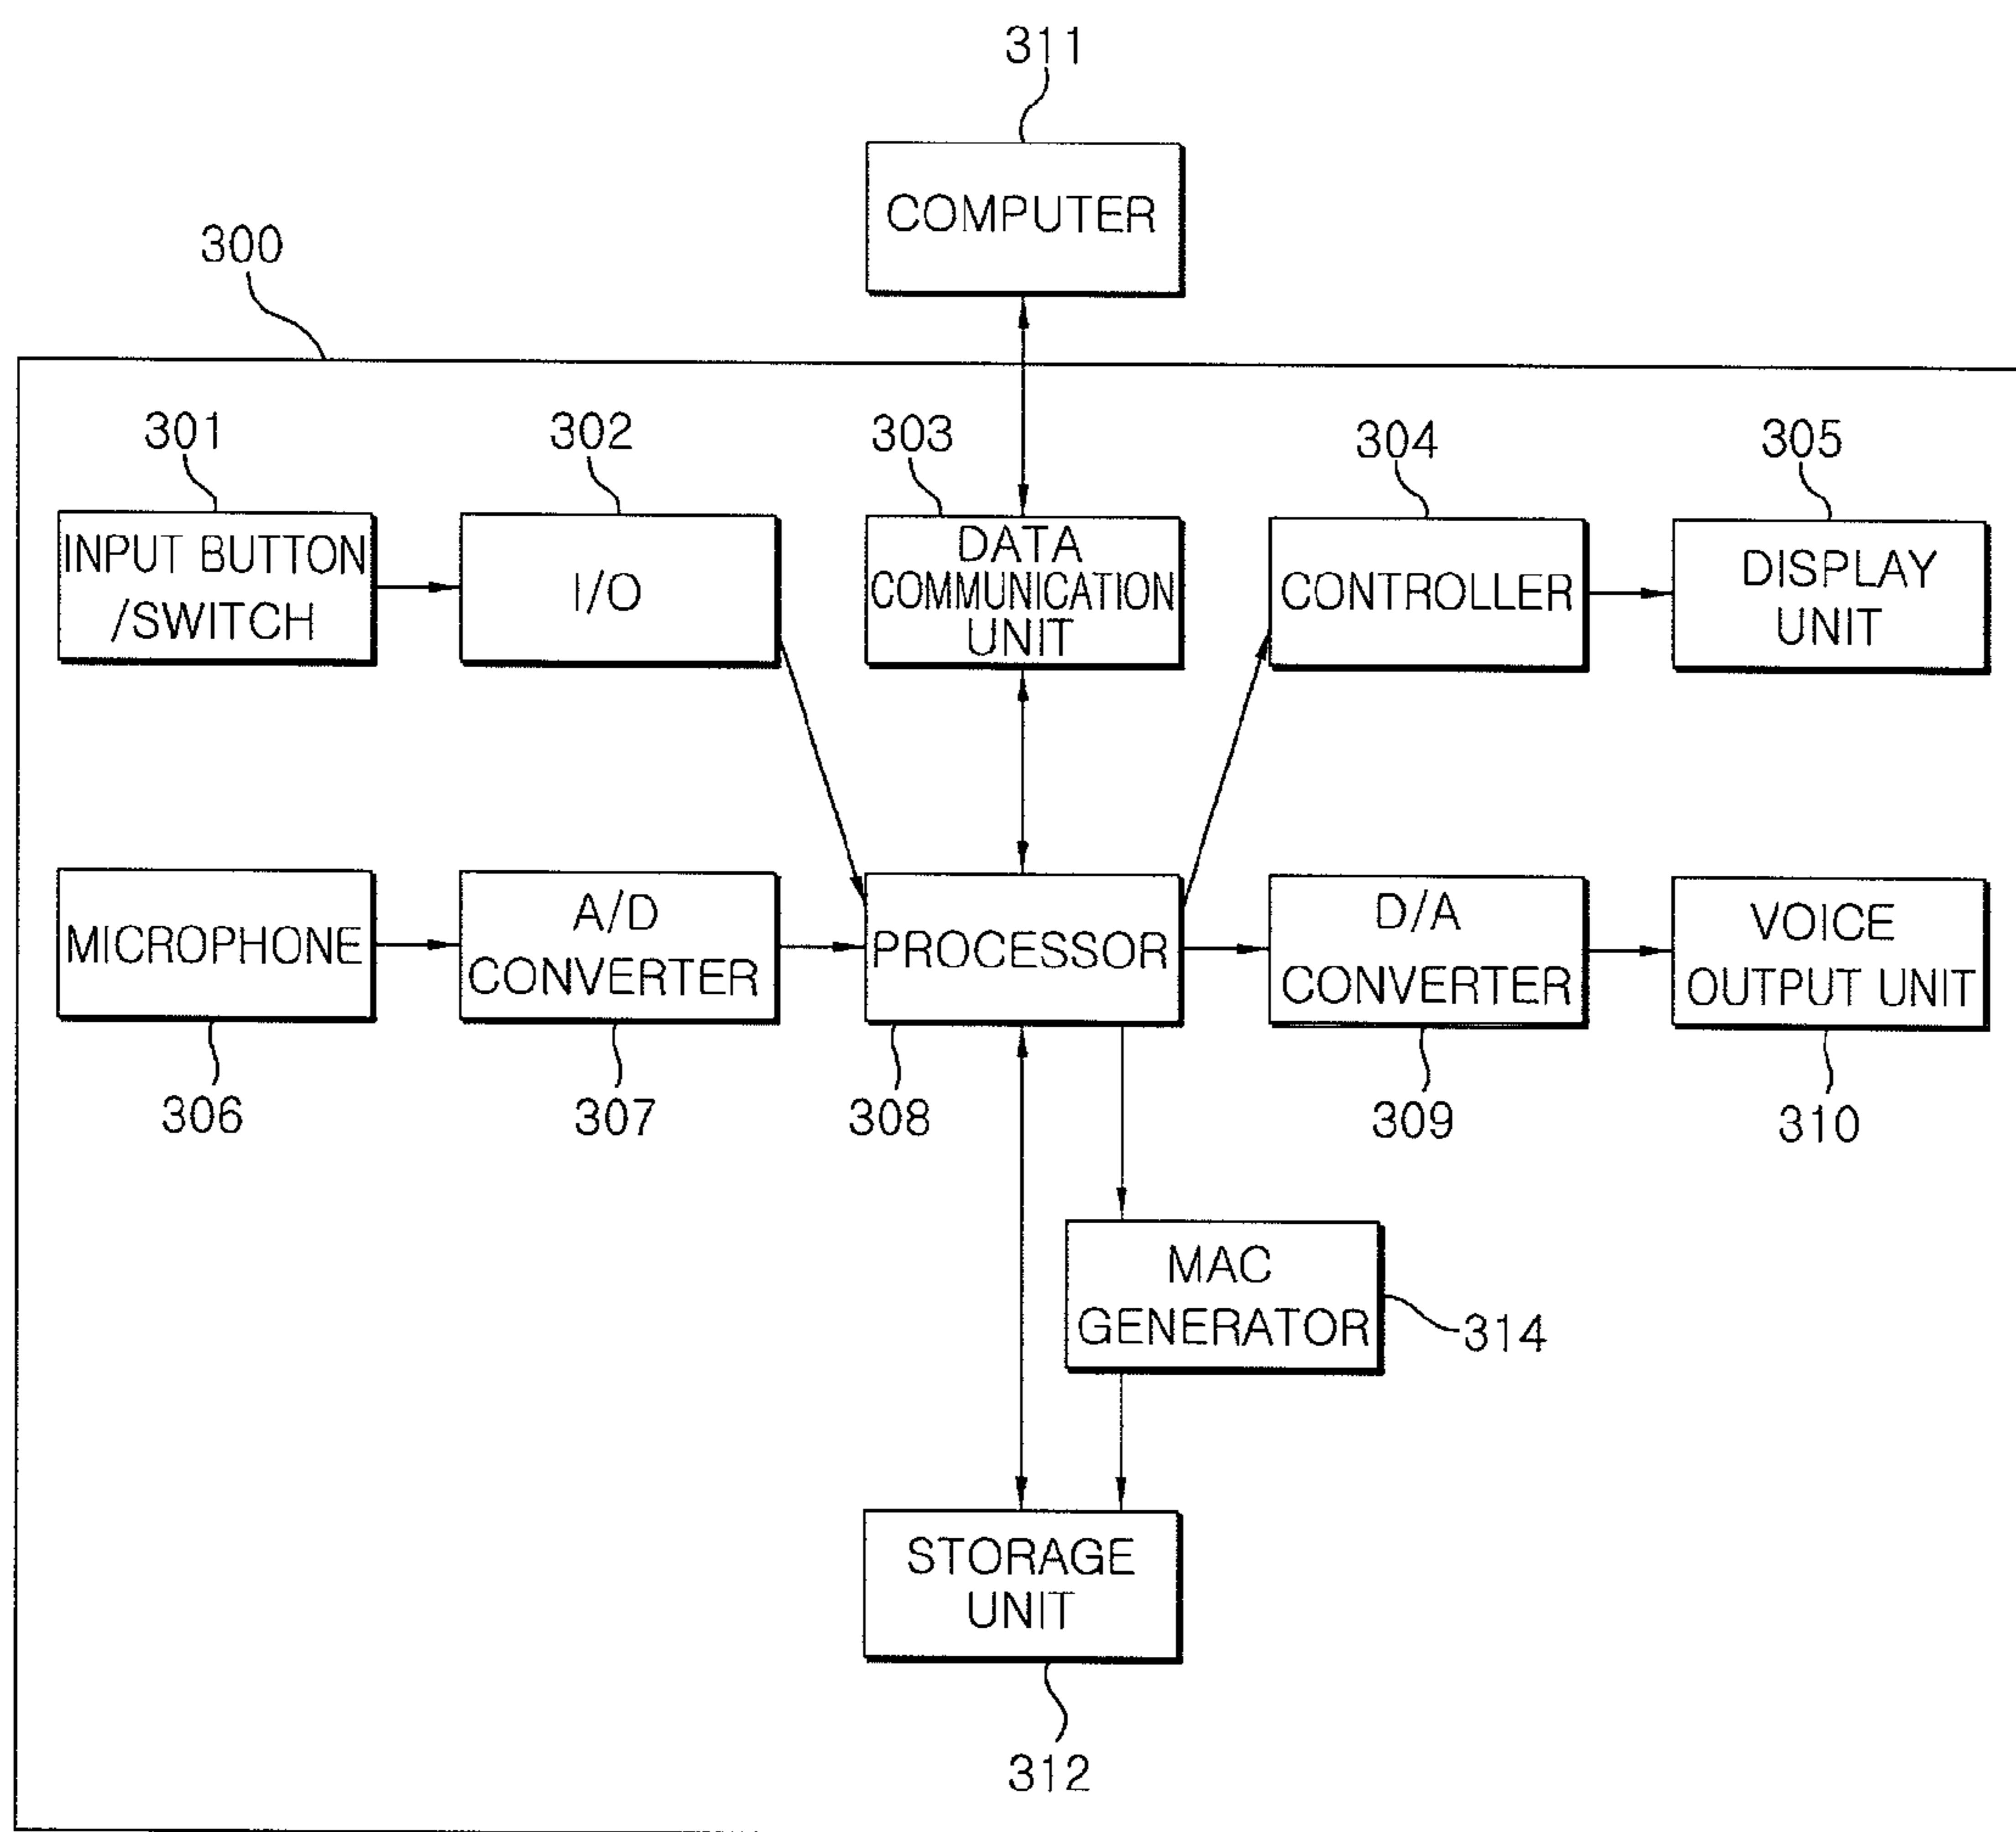 311
COMPUTER
300
301
302
303
304
305
INPUT BUTTON
/SWITCH
I/O
DATA
COMMUNICATION
UNIT
CONTROLLER
DISPLAY
UNIT
MICROPHONE
A/D
CONVERTER
PROCESSOR
D/A
CONVERTER
VOICE
OUTPUT UNIT
306
307
308
309
310
MAC
GENERATOR
314
STORAGE
UNIT
312